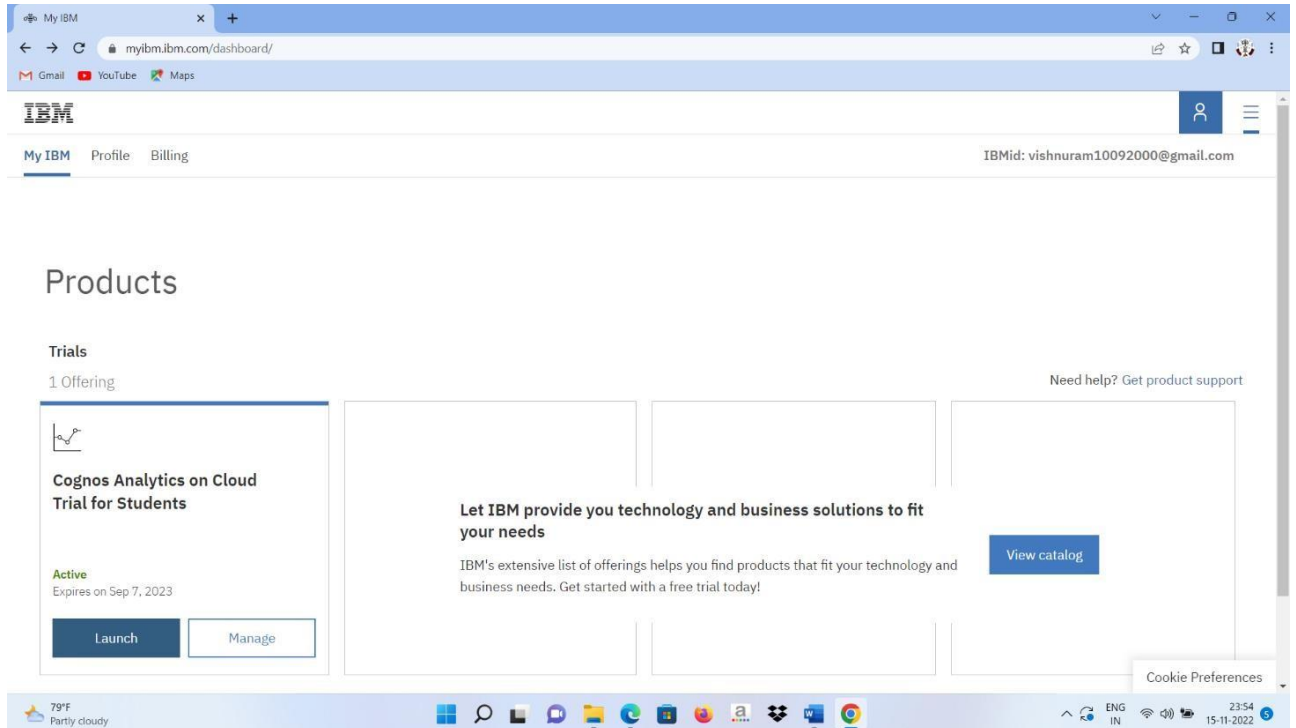 My IBM
myibm.ibm.com/dashboard/
Gmail YouTube Maps
IBM
My IBM Profile Billing IBMid: vishnuram10092000@gmail.com
Products
Trials
1 Offering
Need help? Get product support
Cognos Analytics on Cloud
Trial for Students
Active
Expires on Sep 7, 2023
Launch Manage
Let IBM provide you technology and business solutions to fit
your needs
IBM's extensive list of offerings helps you find products that fit your technology and
business needs. Get started with a free trial today!
View catalog
Cookie Preferences
79°F
Partly cloudy
a
ENG
IN
23:54
15-11-2022
5